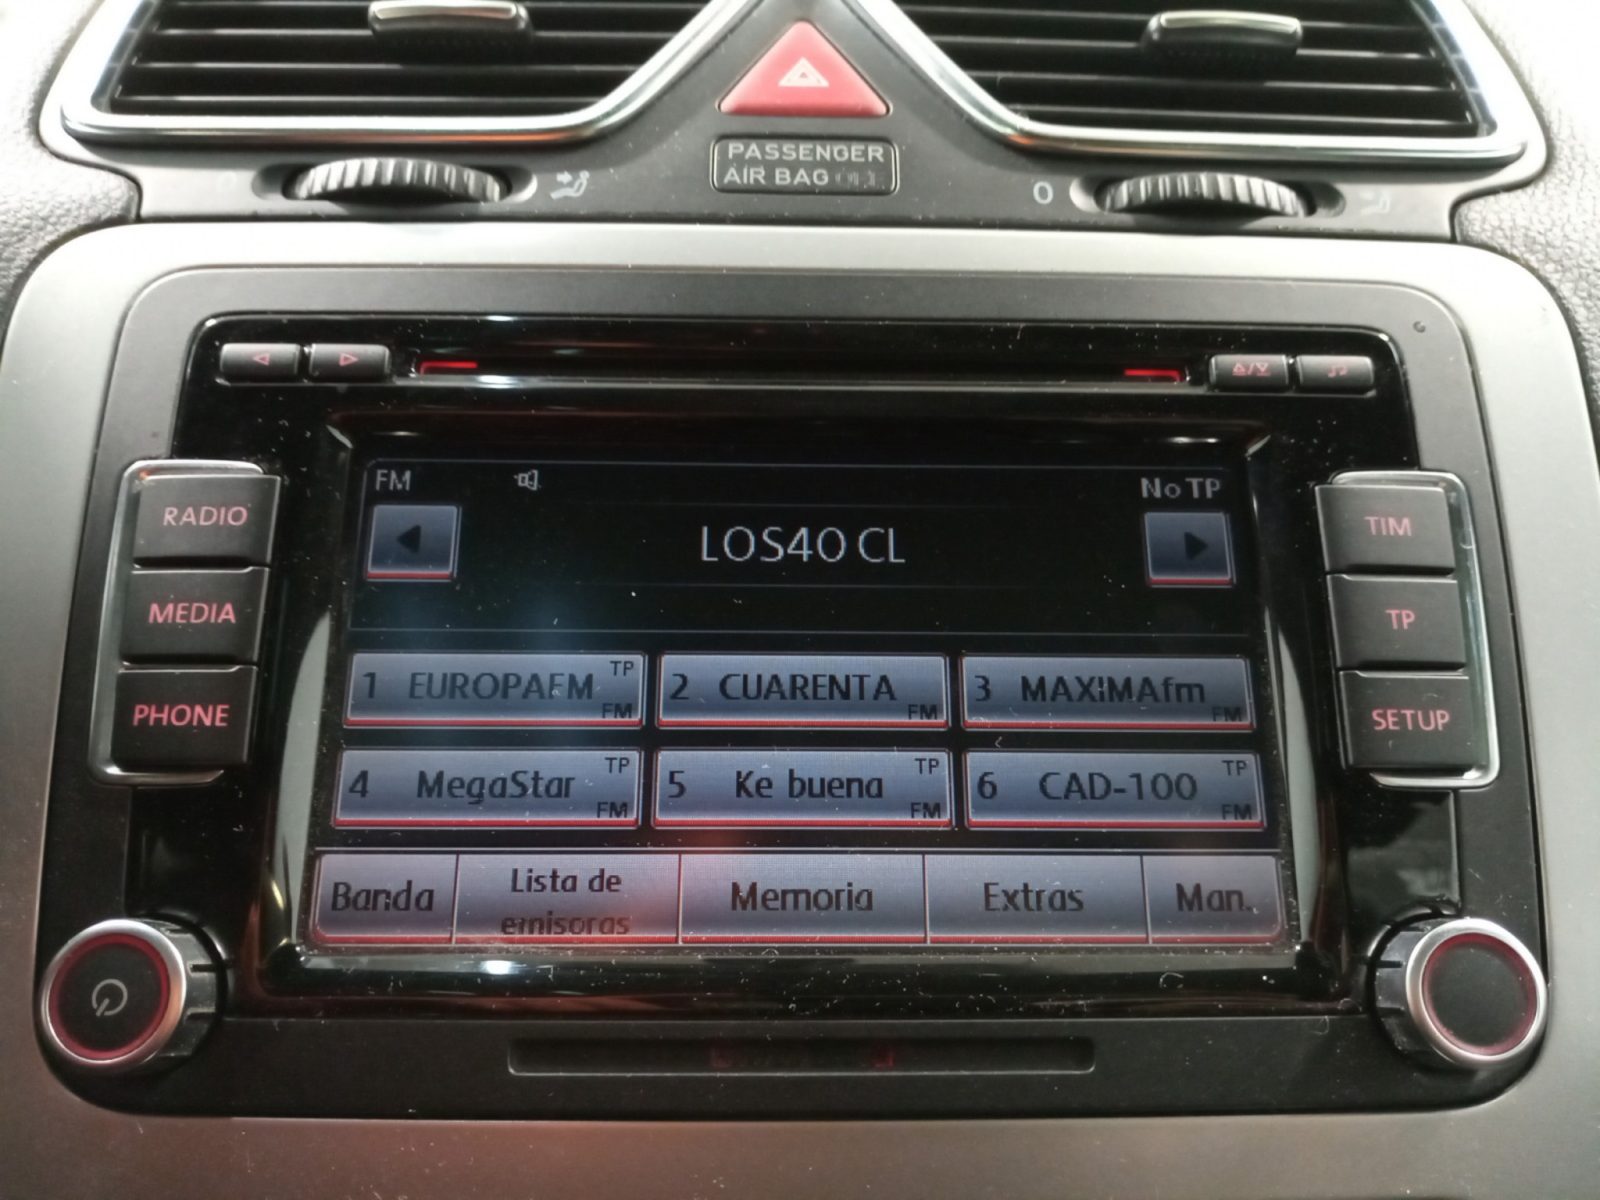 PASSENGER
AIR BAG OFF
0
RADIO
MEDIA
PHONE
TIM
TP
SETUP
FM
No TP
LOS40 CL
1 EUROPAFM TP FM
2 CUARENTA FM
3 MAXIMAfm FM
4 MegaStar TP FM
5 Ke buena TP FM
6 CAD-100 TP FM
Banda
Lista de
emisoras
Memoria
Extras
Man.